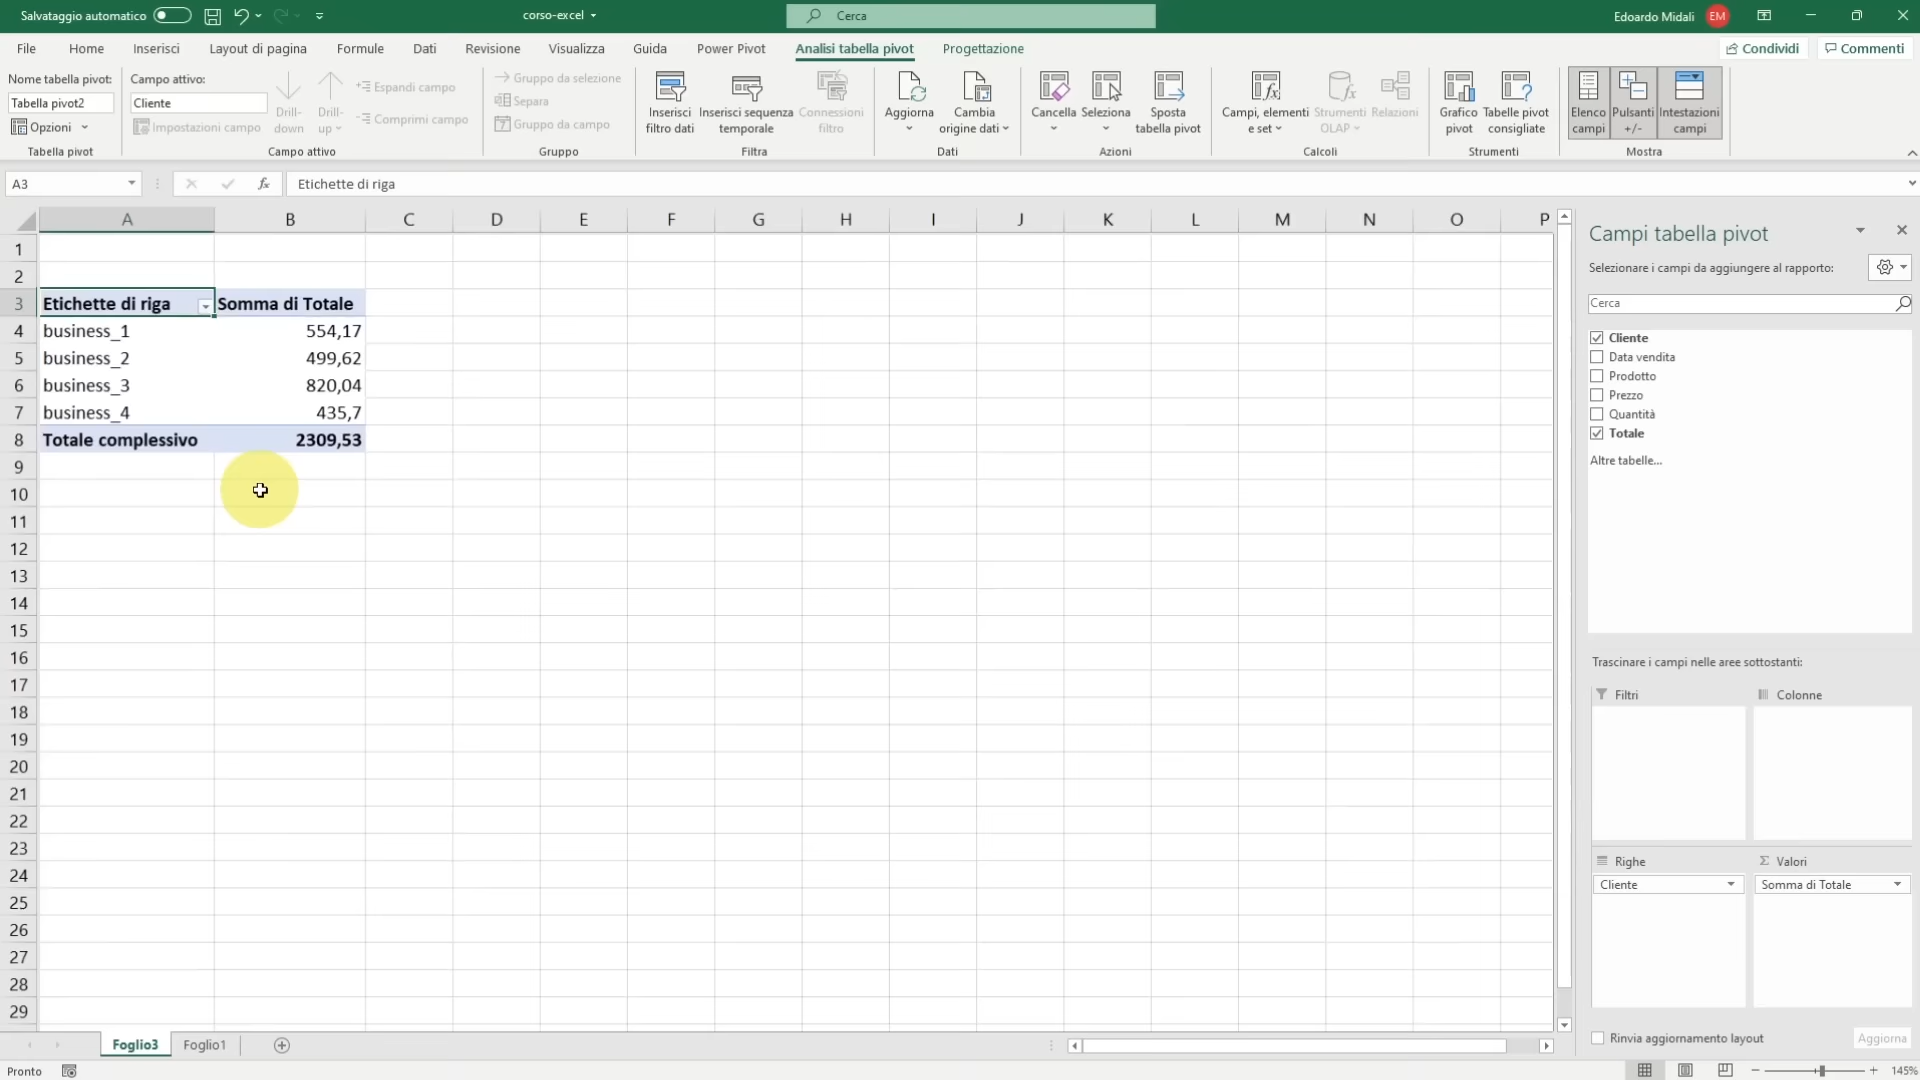 Salvataggio automatico
corso-excel
Cerca
Edoardo Midali EM
File Home Inserisci Layout di pagina Formule Dati Revisione Visualizza Guida Power Pivot Analisi tabella pivot Progettazione Condividi Commenti
Nome tabella pivot:
Tabella pivot2
Opzioni
Tabella pivot
Campo attivo:
Cliente
Impostazioni campo
Drill-down
Drill-up
Espandi campo
Comprimi campo
Campo attivo
Gruppo da selezione
Separa
Gruppo da campo
Gruppo
Inserisci filtro dati
Inserisci sequenza temporale
Connessioni filtro
Filtra
Aggiorna
Cambia origine dati
Dati
Cancella
Seleziona
Sposta tabella pivot
Azioni
Campi, elementi e set
Strumenti OLAP
Relazioni
Calcoli
Grafico pivot
Tabelle pivot consigliate
Strumenti
Elenco campi
Pulsanti +/-
Intestazioni campi
Mostra
A3
fx
Etichette di riga
A B C D E F G H I J K L M N O P
1
2
3 Etichette di riga Somma di Totale
4 business_1 554,17
5 business_2 499,62
6 business_3 820,04
7 business_4 435,7
8 Totale complessivo 2309,53
9
10
11
12
13
14
15
16
17
18
19
20
21
22
23
24
25
26
27
28
29
Campi tabella pivot
Selezionare i campi da aggiungere al rapporto:
Cerca
Cliente
Data vendita
Prodotto
Prezzo
Quantità
Totale
Altre tabelle...
Trascinare i campi nelle aree sottostanti:
Filtri
Colonne
Righe
Σ Valori
Cliente
Somma di Totale
Rinvia aggiornamento layout
Aggiorna
Foglio3 Foglio1
Pronto
145%